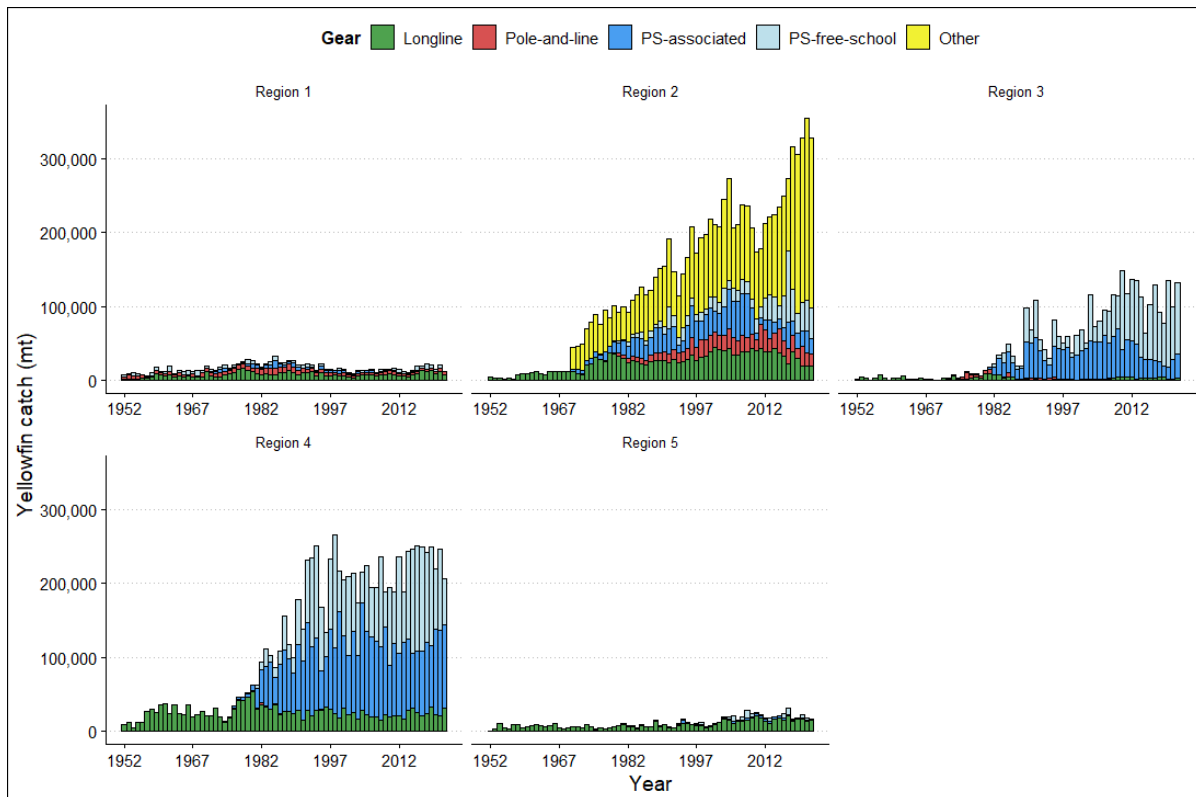 Gear Longline Pole-and-line PS-associated PS-free-school Other
Region 1 Region 2 Region 3
300,000
200,000
100,000
0
1952 1967 1982 1997 2012 1952 1967 1982 1997 2012 1952 1967 1982 1997 2012
Region 4 Region 5
300,000
200,000
100,000
0
1952 1967 1982 1997 2012 1952 1967 1982 1997 2012
Yellowfin catch (mt)
Year